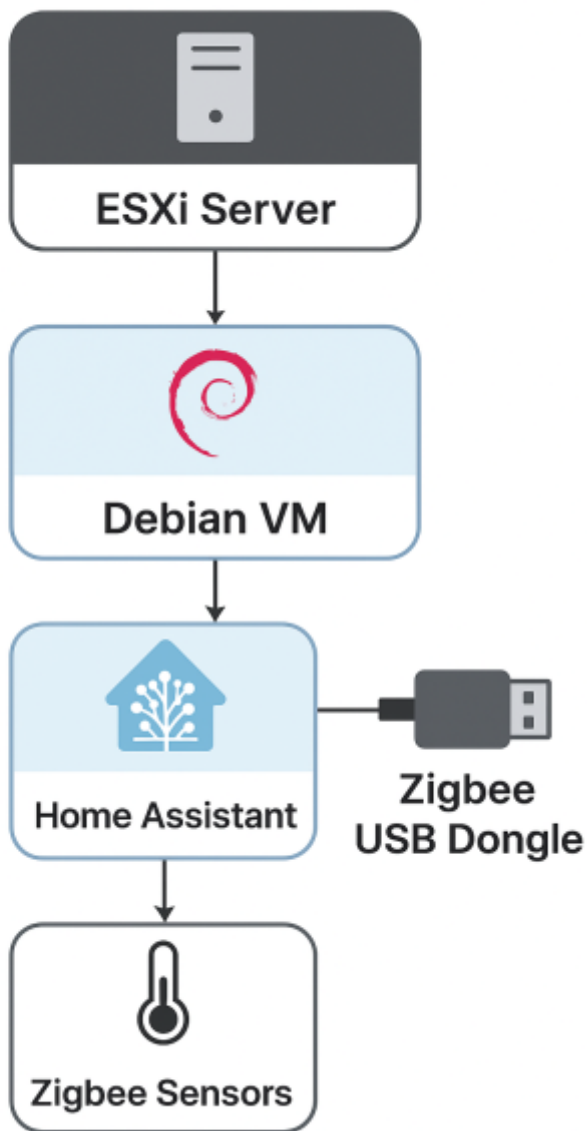 ESXi Server
Debian VM
Home Assistant
Zigbee
USB Dongle
Zigbee Sensors